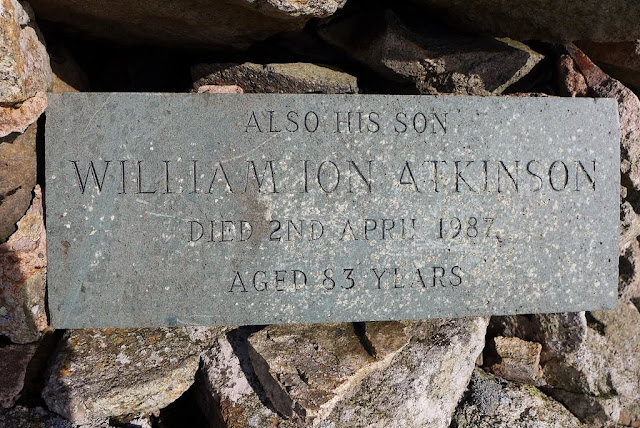 ALSO HIS SON
WILLIAM ION ATKINSON
DIED 2ND APRIL 1987
AGED 83 YEARS